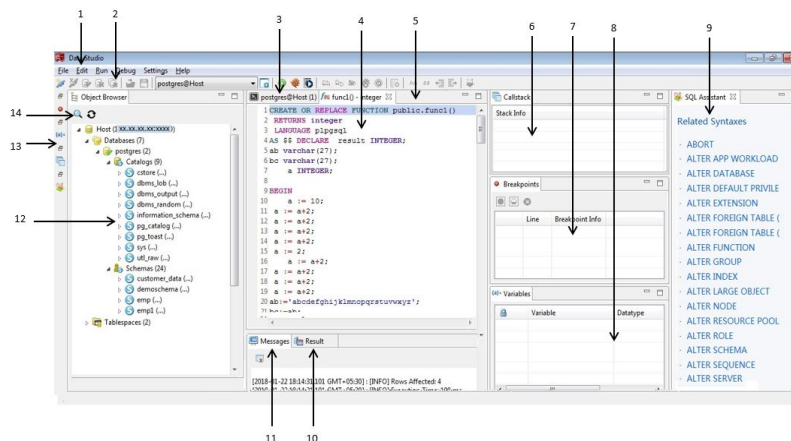 1
2
3
4
5
6
7
8
9
Data Studio
File Edit Run Debug Settings Help
postgres@Host
Object Browser
Host (1 XX.XX.XX.XX:XXXX)
Databases (7)
postgres (2)
Catalogs (9)
cstore (...)
dbms_lob (...)
dbms_output (...)
dbms_random (...)
information_schema (...)
pg_catalog (...)
pg_toast (...)
sys (...)
utl_raw (...)
Schemas (24)
customer_data (...)
demoschema (...)
emp (...)
emp1 (...)
Tablespaces (2)
14
13
12
postgres@Host (1)
func1() - integer
1 CREATE OR REPLACE FUNCTION public.func1()
2 RETURNS integer
3 LANGUAGE plpgsql
4 AS $$ DECLARE result INTEGER;
5 ab varchar(27);
6 bc varchar(27);
7 a INTEGER;
8
9 BEGIN
10 a := 10;
11 a := a+2;
12 a := a+2;
13 a := a+2;
14 a := a+2;
15 a := 2;
16 a := a+2;
17 a := a+2;
18 a := a+2;
19 a := a+2;
20 ab:='abcdefghijklmnopqrstuvwxyz';
21 bc:=ab;
Messages
Result
[2018-01-22 18:14:31.101 GMT+05:30] : [INFO] Rows Affected: 4
11
10
Callstack
Stack Info
Breakpoints
Line
Breakpoint Info
Variables
Variable
Datatype
SQL Assistant
Related Syntaxes
ABORT
ALTER APP WORKLOAD
ALTER DATABASE
ALTER DEFAULT PRIVILE
ALTER EXTENSION
ALTER FOREIGN TABLE (
ALTER FOREIGN TABLE (
ALTER FUNCTION
ALTER GROUP
ALTER INDEX
ALTER LARGE OBJECT
ALTER NODE
ALTER RESOURCE POOL
ALTER ROLE
ALTER SCHEMA
ALTER SEQUENCE
ALTER SERVER